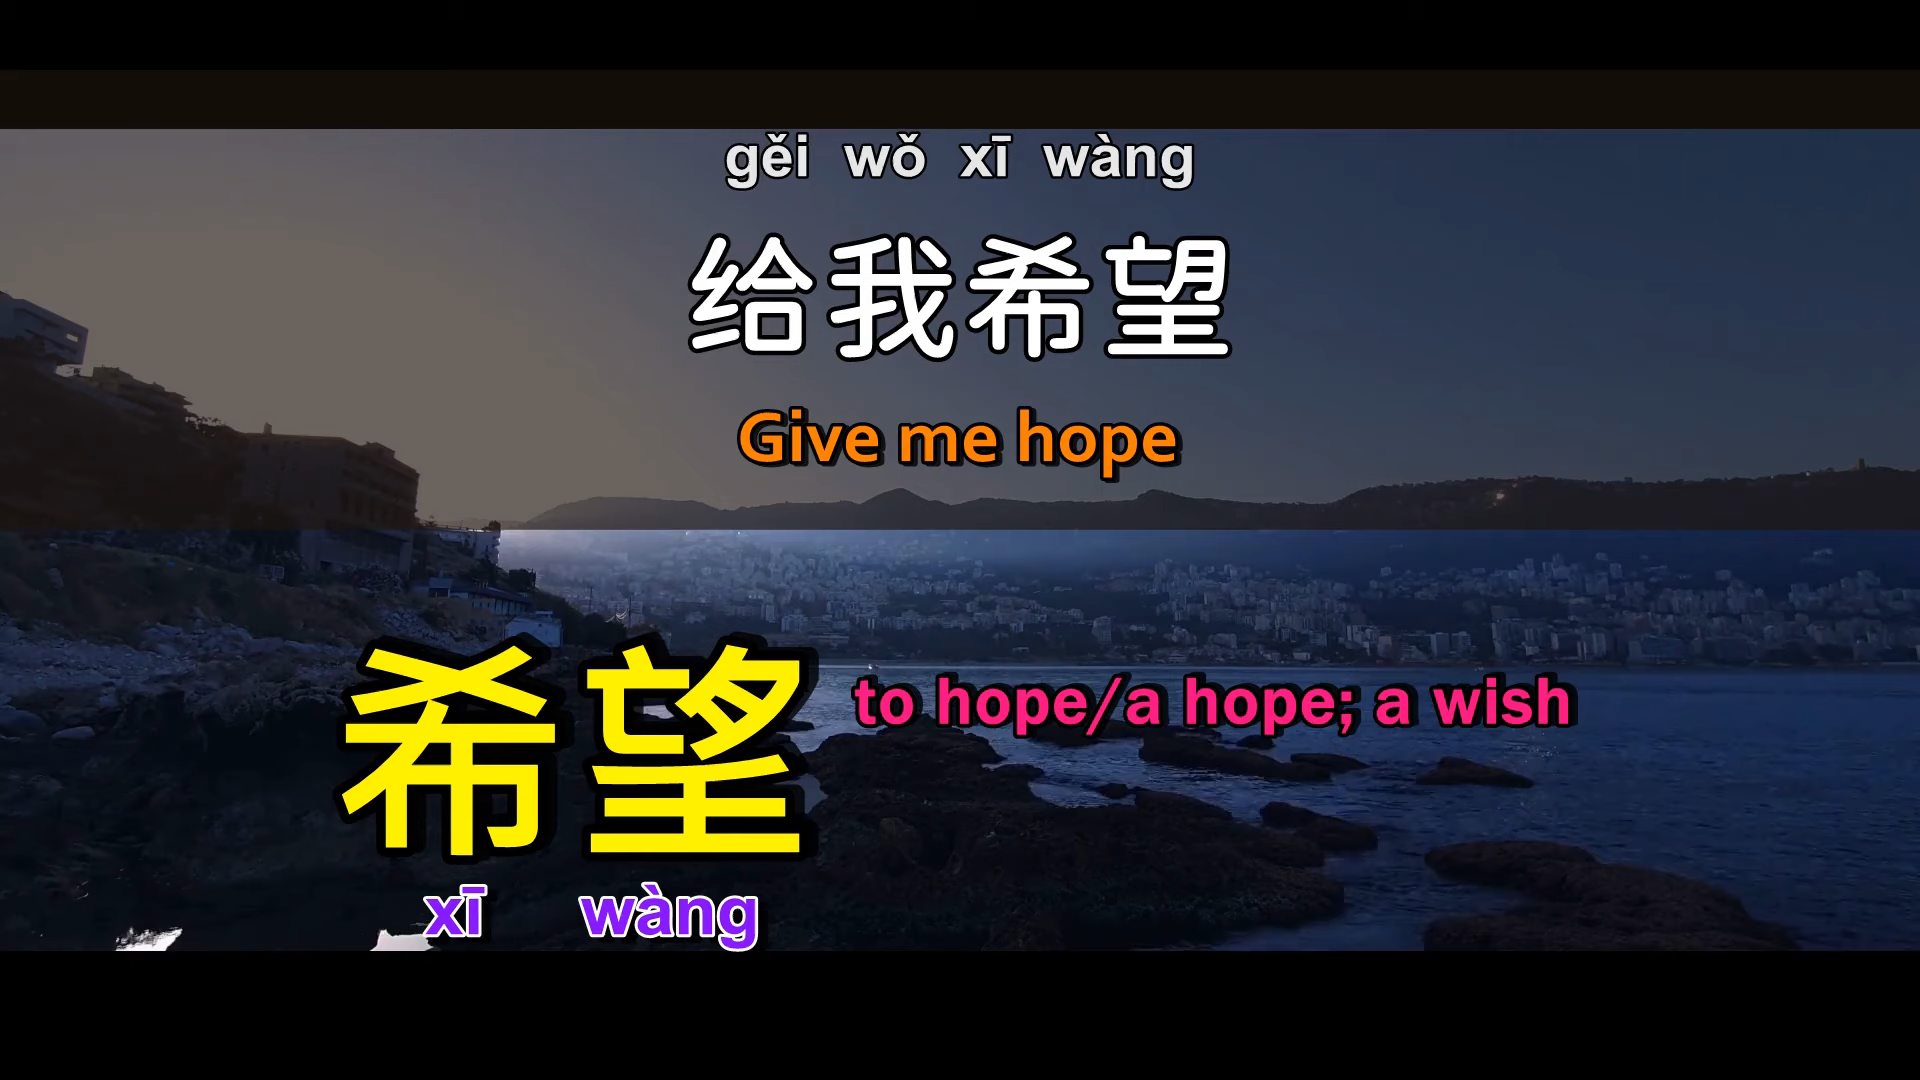 gěi wǒ xī wàng
给我希望
Give me hope
希望
to hope/a hope; a wish
xī wàng